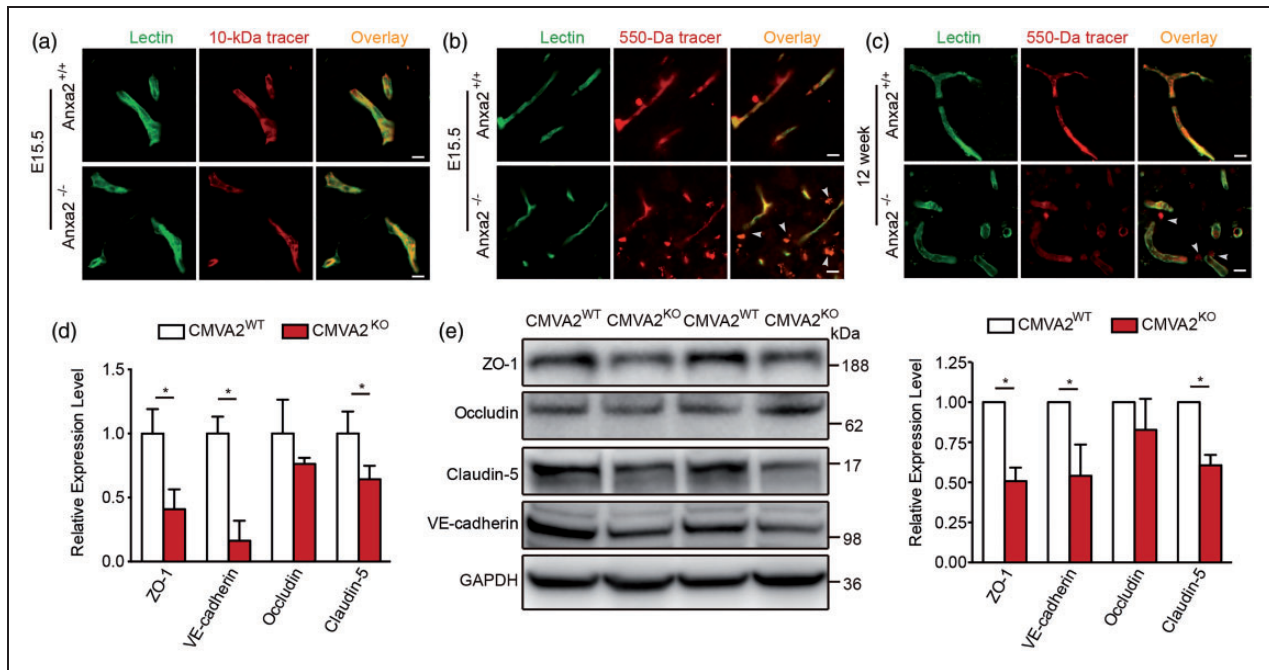 (a)
Lectin 10-kDa tracer Overlay
E15.5
Anxa2+/+
Anxa2 -/-
(b)
Lectin 550-Da tracer Overlay
E15.5
Anxa2+/+
Anxa2 -/-
(c)
Lectin 550-Da tracer Overlay
12 week
Anxa2+/+
Anxa2 -/-
(d)
CMVA2WT CMVA2KO
Relative Expression Level
1.5
1.0
0.5
0.0
* * *
ZO-1 VE-cadherin Occludin Claudin-5
(e)
CMVA2WT CMVA2KO CMVA2WT CMVA2KO
kDa
ZO-1 188
Occludin 62
Claudin-5 17
VE-cadherin 98
GAPDH 36
CMVA2WT CMVA2KO
Relative Expression Level
1.25
1.00
0.75
0.50
0.25
0.00
* * *
ZO-1 VE-cadherin Occludin Claudin-5